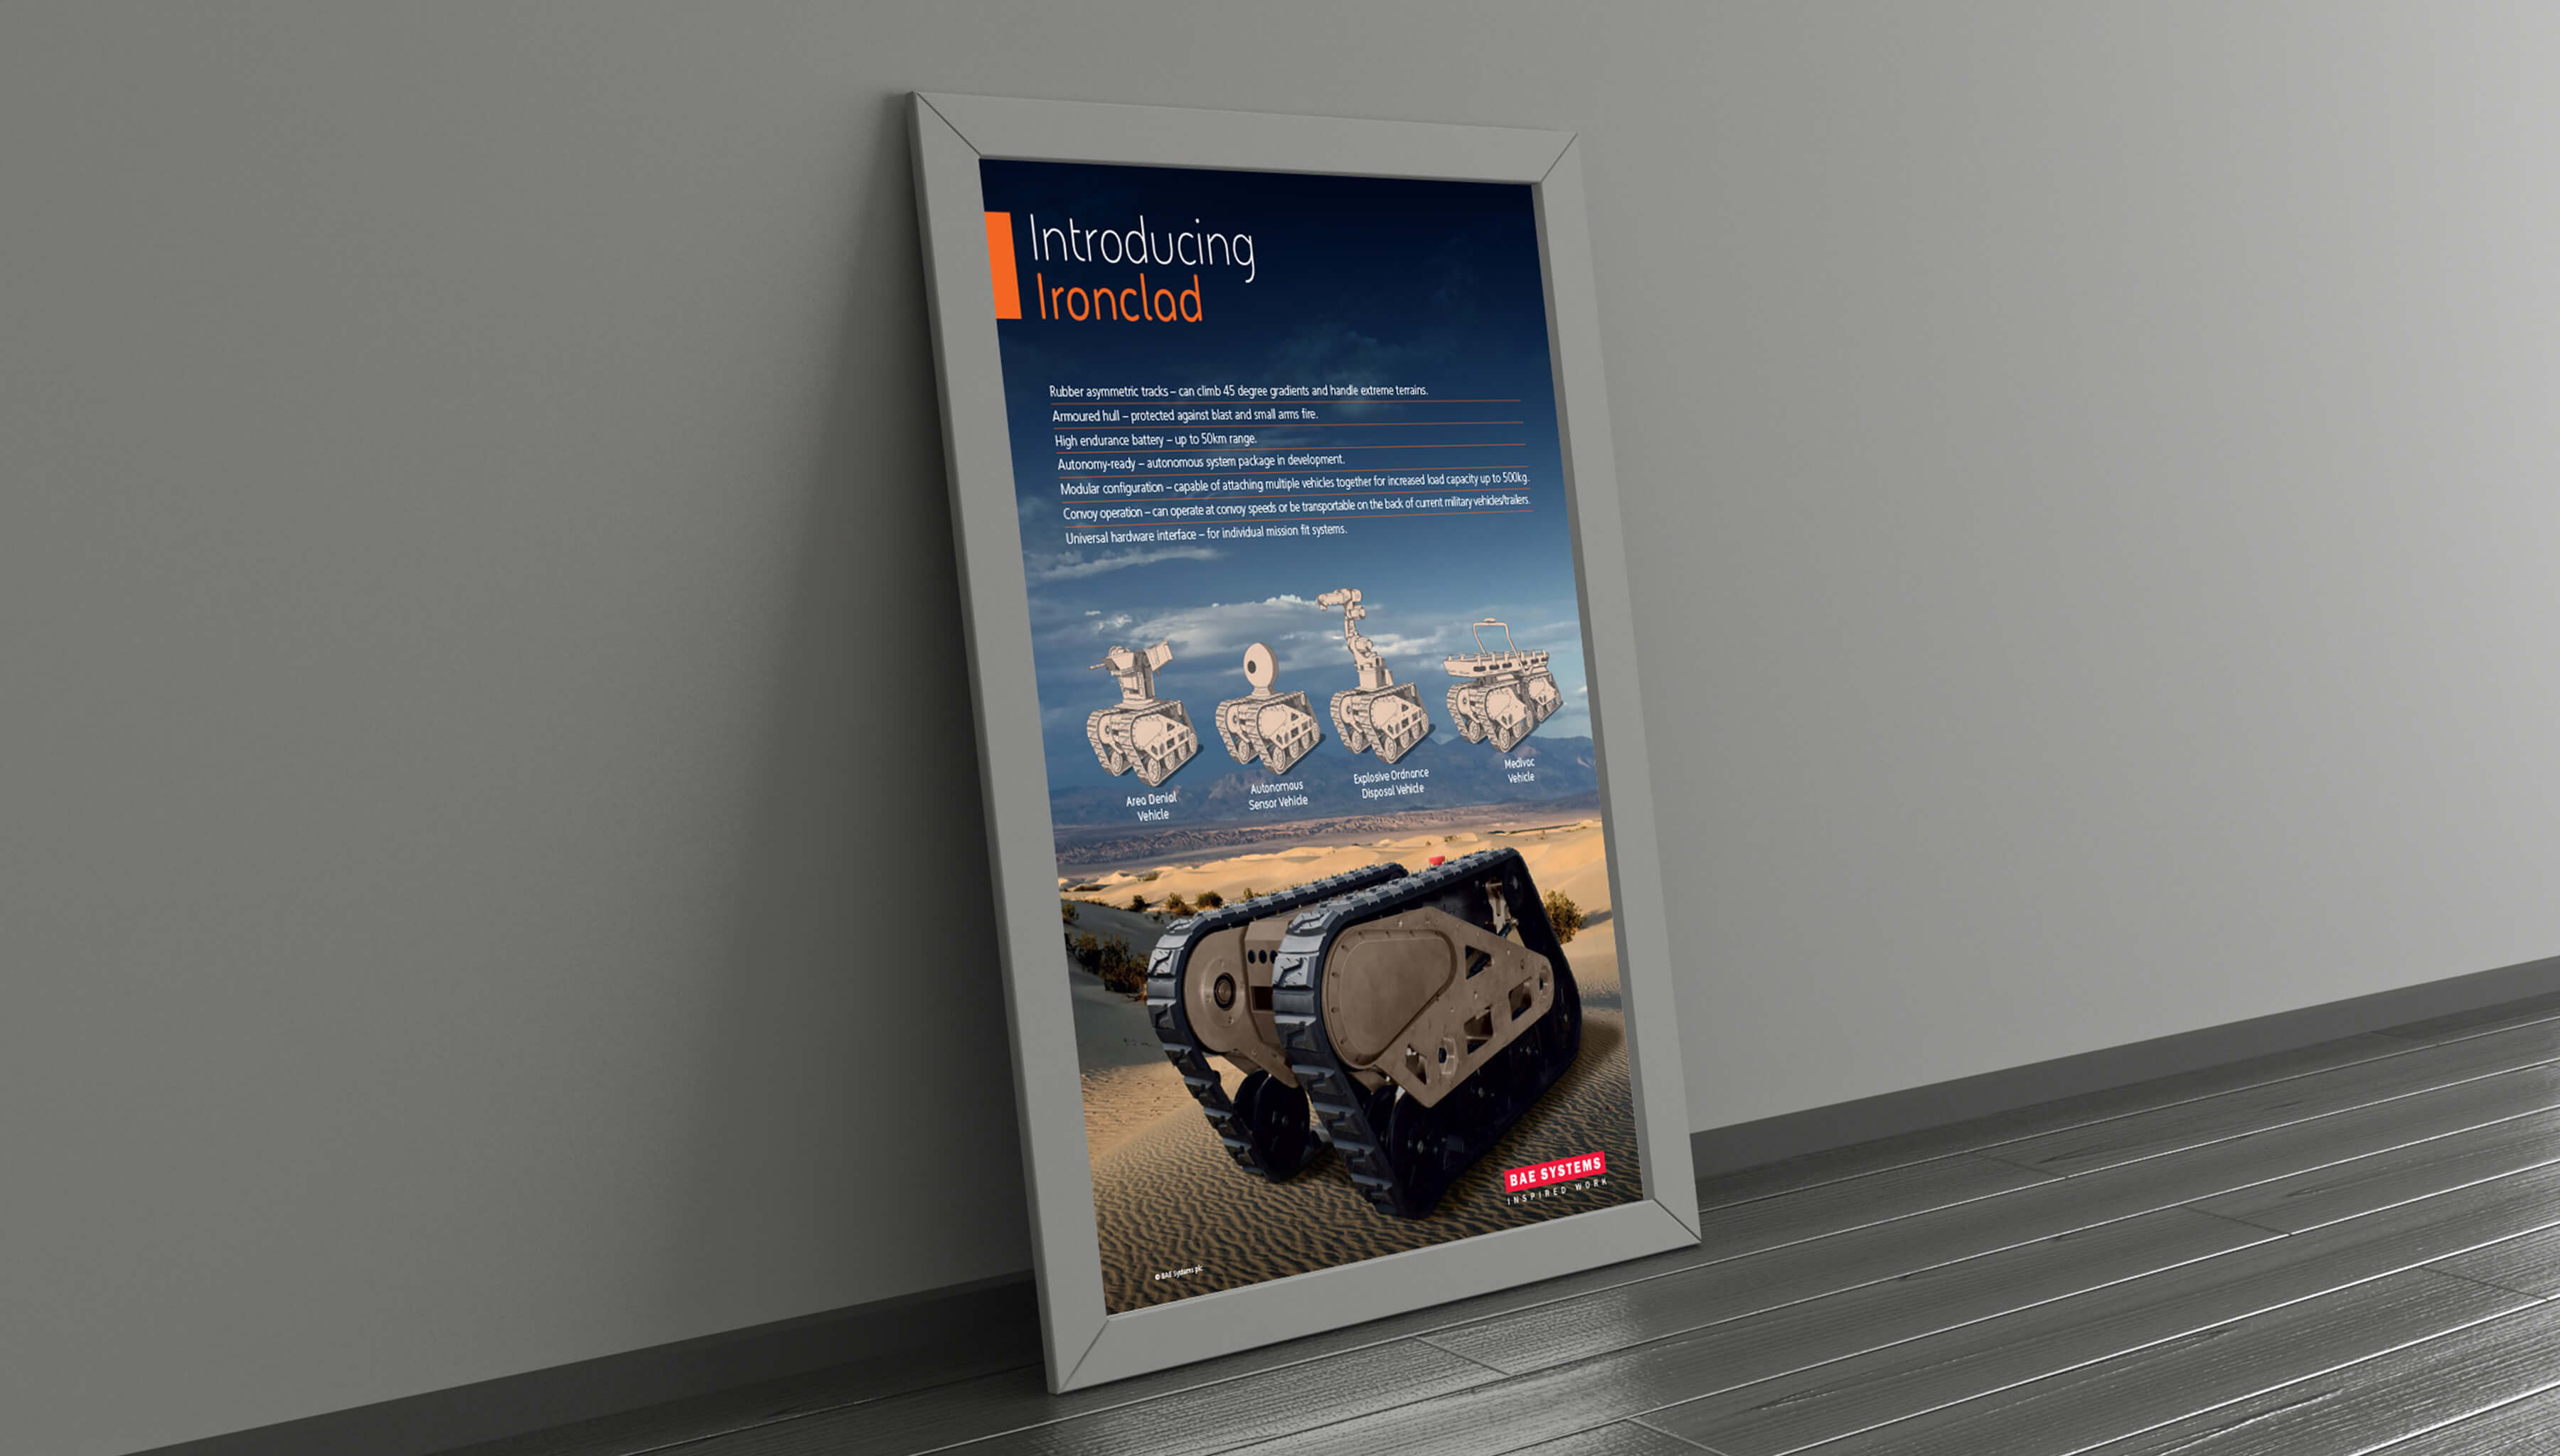 Introducing
Ironclad
Rubber asymmetric tracks – can climb 45 degree gradients and handle extreme terrains.
Armoured hull – protected against blast and small arms fire.
High endurance battery – up to 50km range.
Autonomy-ready – autonomous system package in development.
Modular configuration – capable of attaching multiple vehicles together for increased load capacity up to 500kg.
Convoy operation – can operate at convoy speeds or be transportable on the back of current military vehicles/trailers.
Universal hardware interface – for individual mission fit systems.
Area Denial
Vehicle
Autonomous
Sensor Vehicle
Explosive Ordnance
Disposal Vehicle
Medivac
Vehicle
BAE SYSTEMS
INSPIRED WORK
© BAE Systems plc